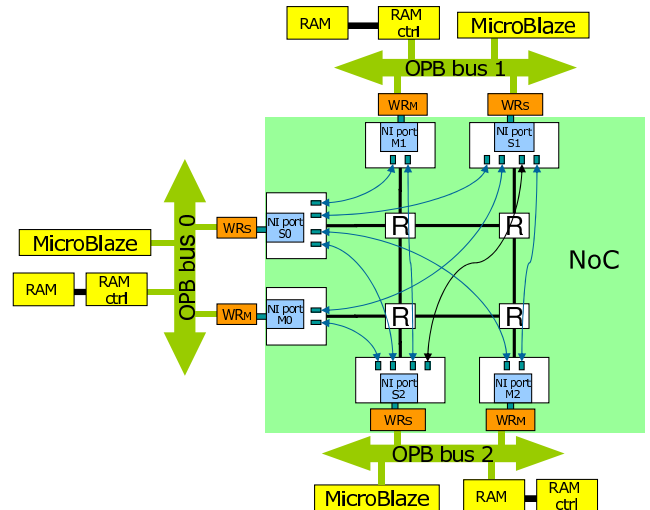 RAM
RAM
ctrl
MicroBlaze
OPB bus 1
WRM
WRS
NI port
M1
NI port
S1
OPB bus 0
MicroBlaze
RAM
RAM
ctrl
WRS
NI port
S0
WRM
NI port
M0
R
R
R
R
NoC
NI port
S2
NI port
M2
WRS
WRM
OPB bus 2
MicroBlaze
RAM
RAM
ctrl